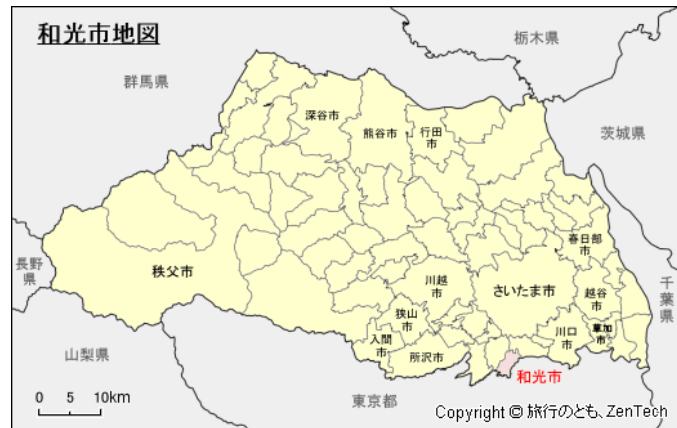 和光市地図
栃木県
群馬県
茨城県
深谷市
熊谷市
行田
市
春日部
市
長野
県
秩父市
川越
市
さいたま市
越谷
市
千
葉
県
狭山
市
入間
市
所沢市
川口
市
草加
市
山梨県
和光市
東京都
0 5 10km
Copyright © 旅行のとも、ZenTech